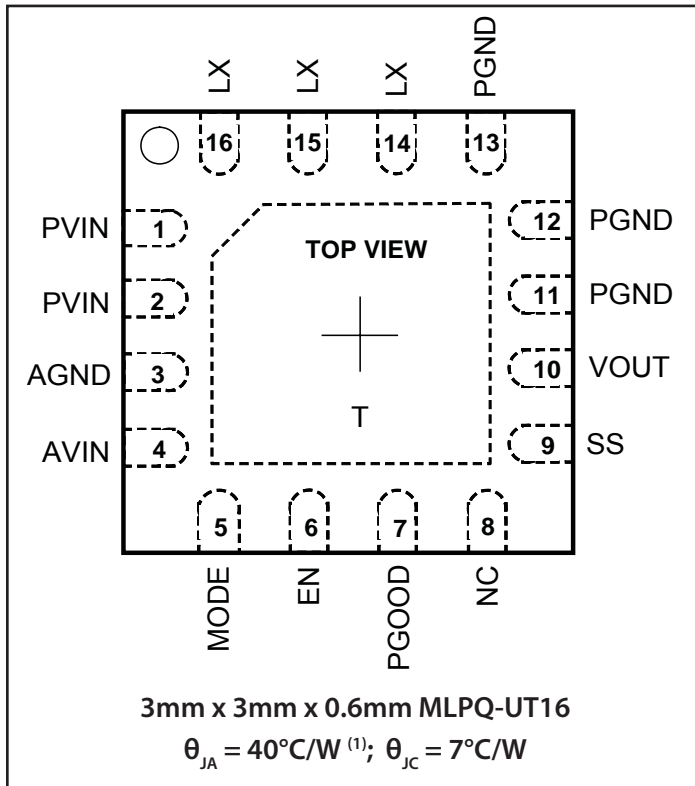 LX LX LX PGND
16 15 14 13
PVIN 1
PVIN 2
AGND 3
AVIN 4
TOP VIEW
T
12 PGND
11 PGND
10 VOUT
9 SS
5 6 7 8
MODE EN PGOOD NC
3mm x 3mm x 0.6mm MLPQ-UT16
θJA = 40°C/W (1); θJC = 7°C/W